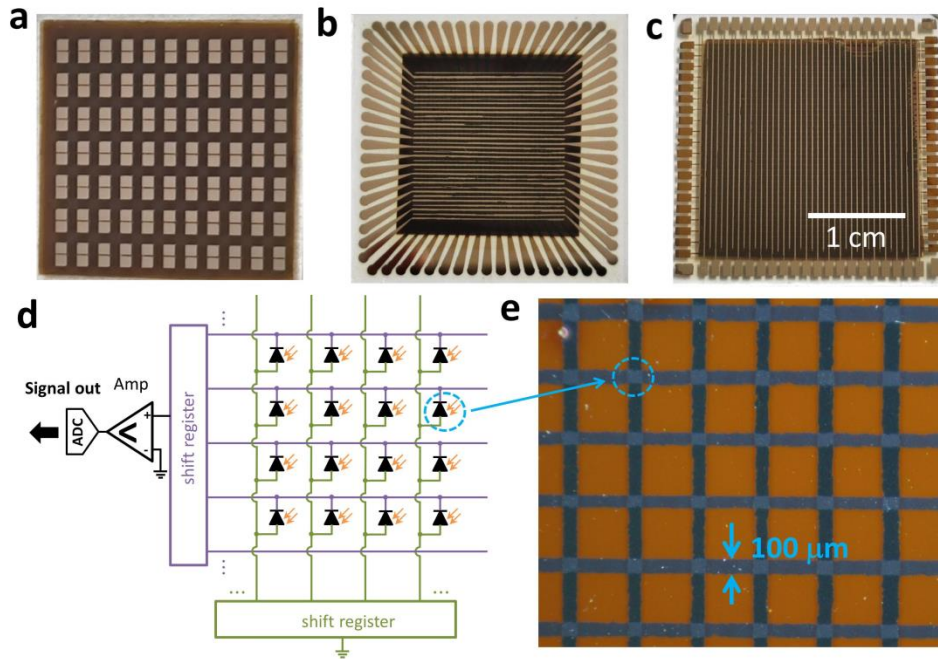 a
b
c
1 cm
d
Signal out
Amp
ADC
+
-
shift register
shift register
...
...
...
...
e
100 μm